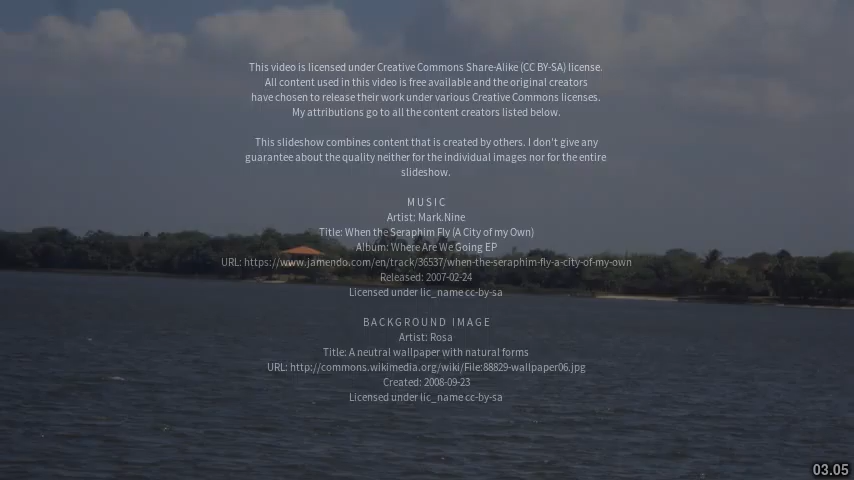 This video is licensed under Creative Commons Share-Alike (CC BY-SA) license.
All content used in this video is free available and the original creators
have chosen to release their work under various Creative Commons licenses.
My attributions go to all the content creators listed below.
This slideshow combines content that is created by others. I don't give any
guarantee about the quality neither for the individual images nor for the entire
slideshow.
MUSIC
Artist: Mark.Nine
Title: When the Seraphim Fly (A City of my Own)
Album: Where Are We Going EP
URL: https://www.jamendo.com/en/track/36537/when-the-seraphim-fly-a-city-of-my-own
Released: 2007-02-24
Licensed under lic_name cc-by-sa
BACKGROUND IMAGE
Artist: Rosa
Title: A neutral wallpaper with natural forms
URL: http://commons.wikimedia.org/wiki/File:88829-wallpaper06.jpg
Created: 2008-09-23
Licensed under lic_name cc-by-sa
03.05